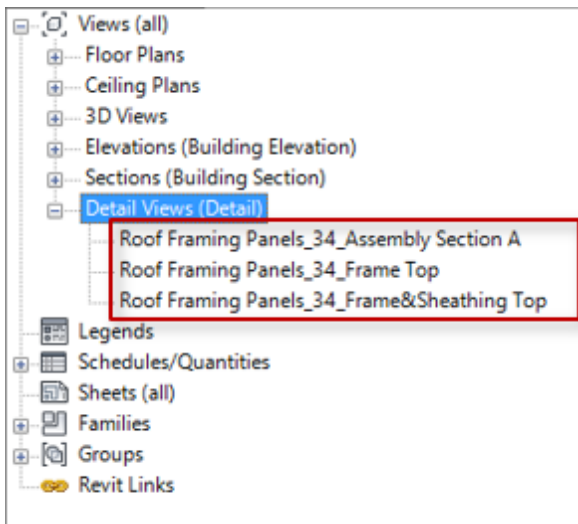 Views (all)
Floor Plans
Ceiling Plans
3D Views
Elevations (Building Elevation)
Sections (Building Section)
Detail Views (Detail)
Roof Framing Panels_34_Assembly Section A
Roof Framing Panels_34_Frame Top
Roof Framing Panels_34_Frame&Sheathing Top
Legends
Schedules/Quantities
Sheets (all)
Families
Groups
Revit Links